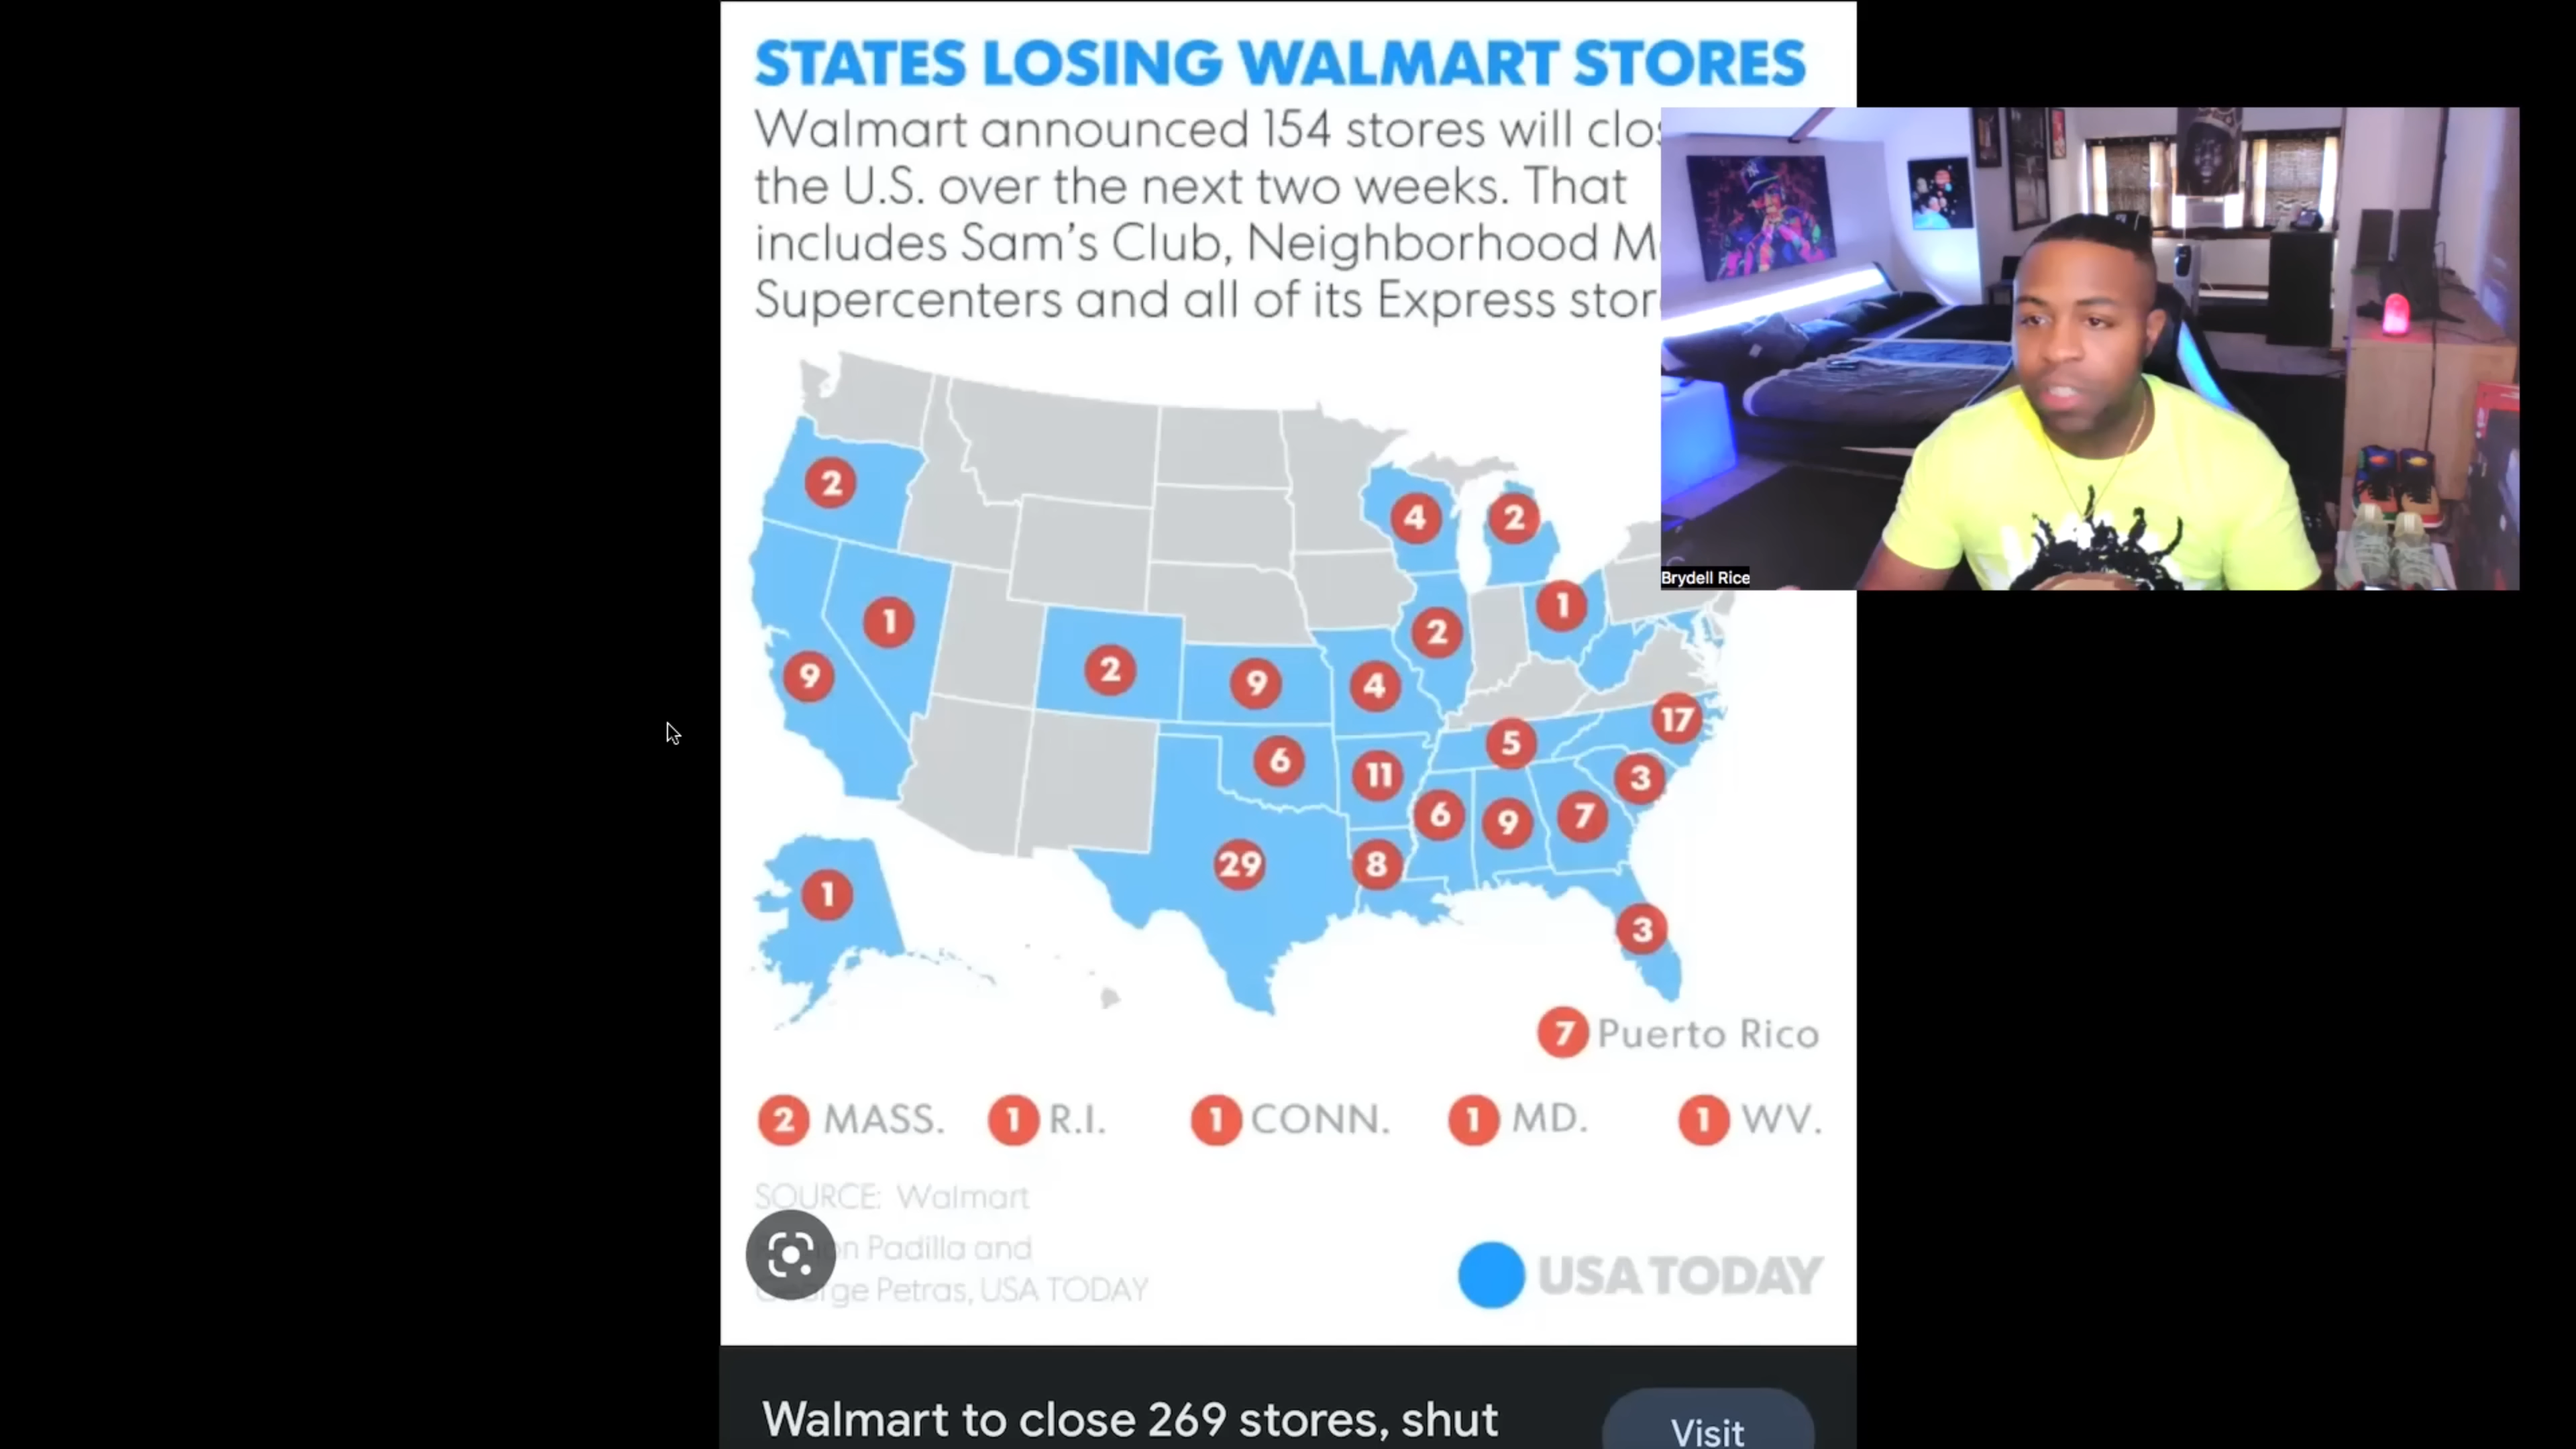 STATES LOSING WALMART STORES
Walmart announced 154 stores will
the U.S. over the next two weeks. That
includes Sam's Club, Neighborhood
Supercenters and all of its Express
2
4
2
1
1
2
9
2
9
4
17
5
6
11
3
6
9
7
29
8
1
3
7 Puerto Rico
2 MASS. 1 R.I. 1 CONN. 1 MD. 1 WV.
SOURCE: Walmart
Padilla and
Petras, USA TODAY
USA TODAY
Walmart to close 269 stores, shut
Visit
Brydell Rice